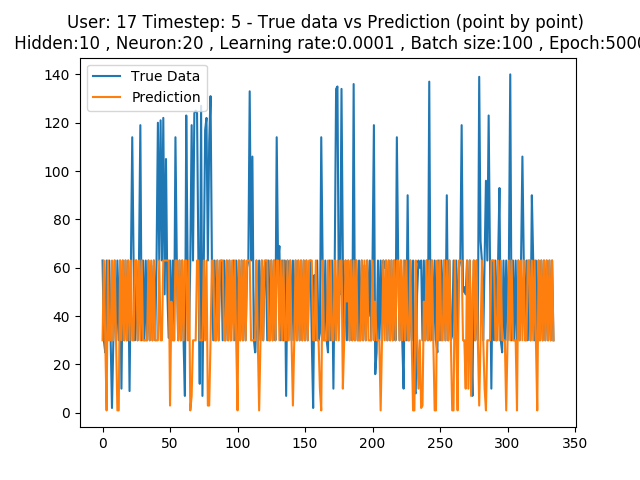 User: 17 Timestep: 5 - True data vs Prediction (point by point)
Hidden:10 , Neuron:20 , Learning rate:0.0001 , Batch size:100 , Epoch:5000
True Data
Prediction
140
120
100
80
60
40
20
0
0 50 100 150 200 250 300 350